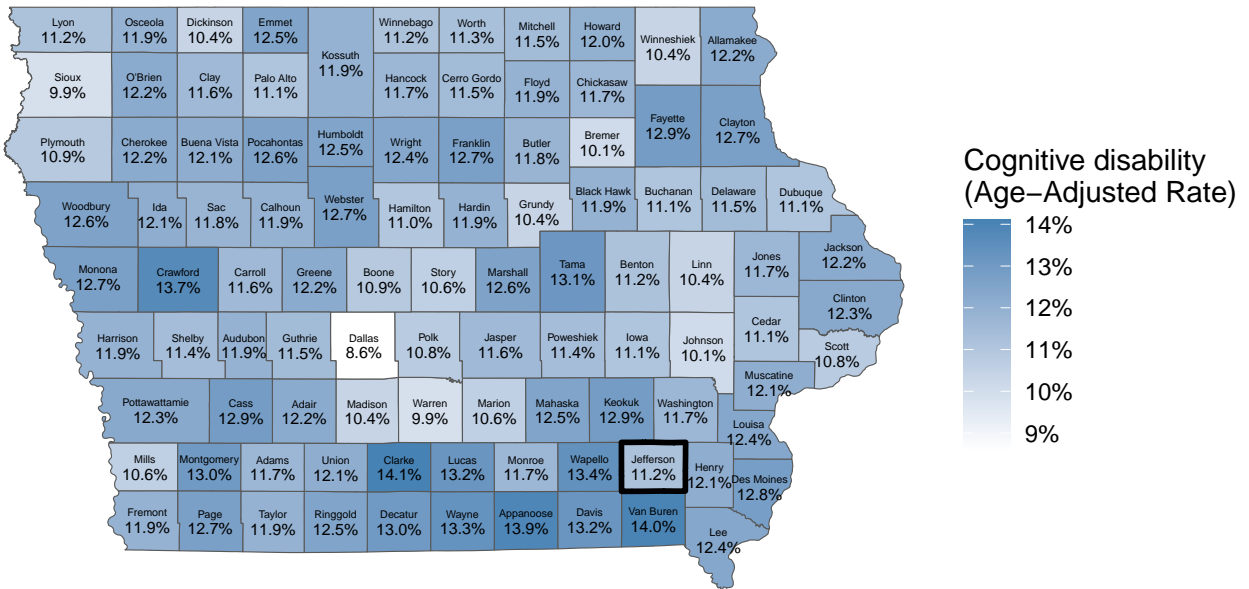 Lyon
11.2%
Osceola
11.9%
Dickinson
10.4%
Emmet
12.5%
Kossuth
11.9%
Winnebago
11.2%
Worth
11.3%
Mitchell
11.5%
Howard
12.0%
Winneshiek
10.4%
Allamakee
12.2%
Sioux
9.9%
O'Brien
12.2%
Clay
11.6%
Palo Alto
11.1%
Hancock
11.7%
Cerro Gordo
11.5%
Floyd
11.9%
Chickasaw
11.7%
Fayette
12.9%
Clayton
12.7%
Plymouth
10.9%
Cherokee
12.2%
Buena Vista
12.1%
Pocahontas
12.6%
Humboldt
12.5%
Wright
12.4%
Franklin
12.7%
Butler
11.8%
Bremer
10.1%
Woodbury
12.6%
Ida
12.1%
Sac
11.8%
Calhoun
11.9%
Webster
12.7%
Hamilton
11.0%
Hardin
11.9%
Grundy
10.4%
Black Hawk
11.9%
Buchanan
11.1%
Delaware
11.5%
Dubuque
11.1%
Monona
12.7%
Crawford
13.7%
Carroll
11.6%
Greene
12.2%
Boone
10.9%
Story
10.6%
Marshall
12.6%
Tama
13.1%
Benton
11.2%
Linn
10.4%
Jones
11.7%
Jackson
12.2%
Clinton
12.3%
Harrison
11.9%
Shelby
11.4%
Audubon
11.9%
Guthrie
11.5%
Dallas
8.6%
Polk
10.8%
Jasper
11.6%
Poweshiek
11.4%
Iowa
11.1%
Johnson
10.1%
Cedar
11.1%
Scott
10.8%
Muscatine
12.1%
Pottawattamie
12.3%
Cass
12.9%
Adair
12.2%
Madison
10.4%
Warren
9.9%
Marion
10.6%
Mahaska
12.5%
Keokuk
12.9%
Washington
11.7%
Louisa
12.4%
Mills
10.6%
Montgomery
13.0%
Adams
11.7%
Union
12.1%
Clarke
14.1%
Lucas
13.2%
Monroe
11.7%
Wapello
13.4%
Jefferson
11.2%
Henry
12.1%
Des Moines
12.8%
Fremont
11.9%
Page
12.7%
Taylor
11.9%
Ringgold
12.5%
Decatur
13.0%
Wayne
13.3%
Appanoose
13.9%
Davis
13.2%
Van Buren
14.0%
Lee
12.4%
Cognitive disability
(Age−Adjusted Rate)
14%
13%
12%
11%
10%
9%